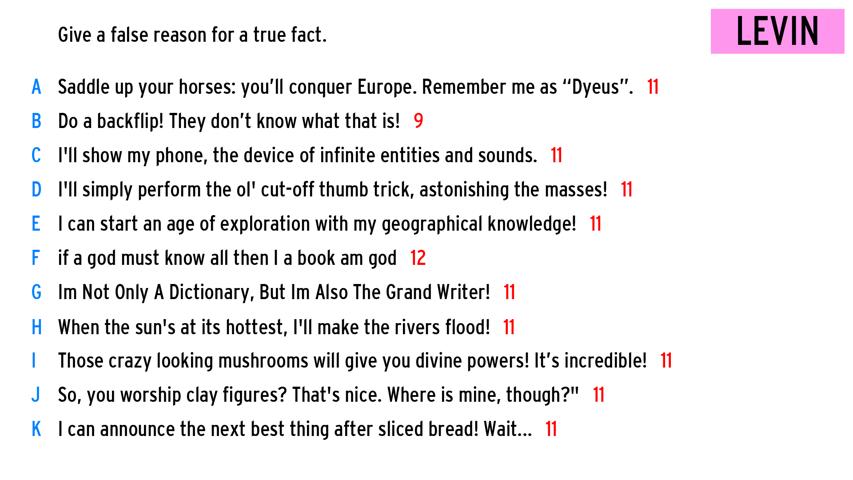 Give a false reason for a true fact.
LEVIN
A Saddle up your horses: you’ll conquer Europe. Remember me as “Dyeus”. 11
B Do a backflip! They don’t know what that is! 9
C I'll show my phone, the device of infinite entities and sounds. 11
D I'll simply perform the ol' cut-off thumb trick, astonishing the masses! 11
E I can start an age of exploration with my geographical knowledge! 11
F if a god must know all then I a book am god 12
G Im Not Only A Dictionary, But Im Also The Grand Writer! 11
H When the sun's at its hottest, I'll make the rivers flood! 11
I Those crazy looking mushrooms will give you divine powers! It’s incredible! 11
J So, you worship clay figures? That's nice. Where is mine, though?" 11
K I can announce the next best thing after sliced bread! Wait... 11